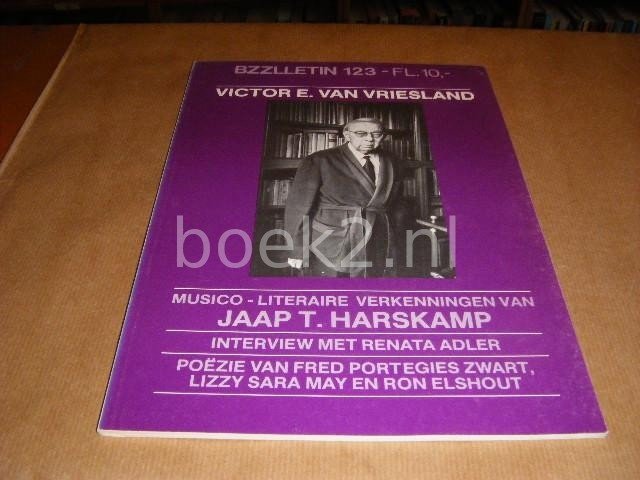 BZZLLETIN 123 - FL. 10,-
VICTOR E. VAN VRIESLAND
boek2.nl
MUSICO - LITERAIRE VERKENNINGEN VAN
JAAP T. HARSKAMP
INTERVIEW MET RENATA ADLER
POËZIE VAN FRED PORTEGIES ZWART,
LIZZY SARA MAY EN RON ELSHOUT